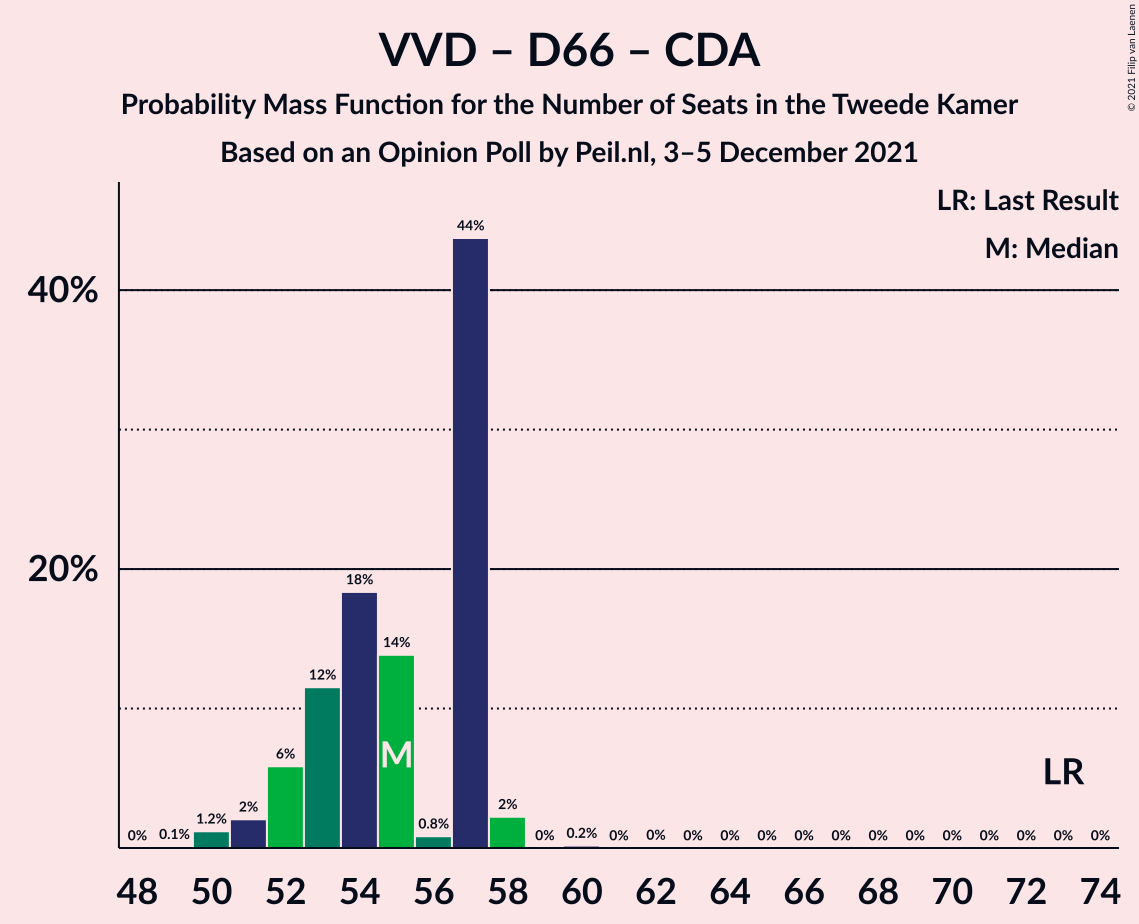 VVD – D66 – CDA
Probability Mass Function for the Number of Seats in the Tweede Kamer
Based on an Opinion Poll by Peil.nl, 3–5 December 2021
© 2021 Filip van Laenen
LR: Last Result
M: Median
44%
40%
20%
18%
14%
12%
M
6%
LR
0% 0.1% 1.2% 2% 0.8% 2% 0% 0.2% 0% 0% 0% 0% 0% 0% 0% 0% 0% 0% 0% 0% 0% 0%
48 50 52 54 56 58 60 62 64 66 68 70 72 74